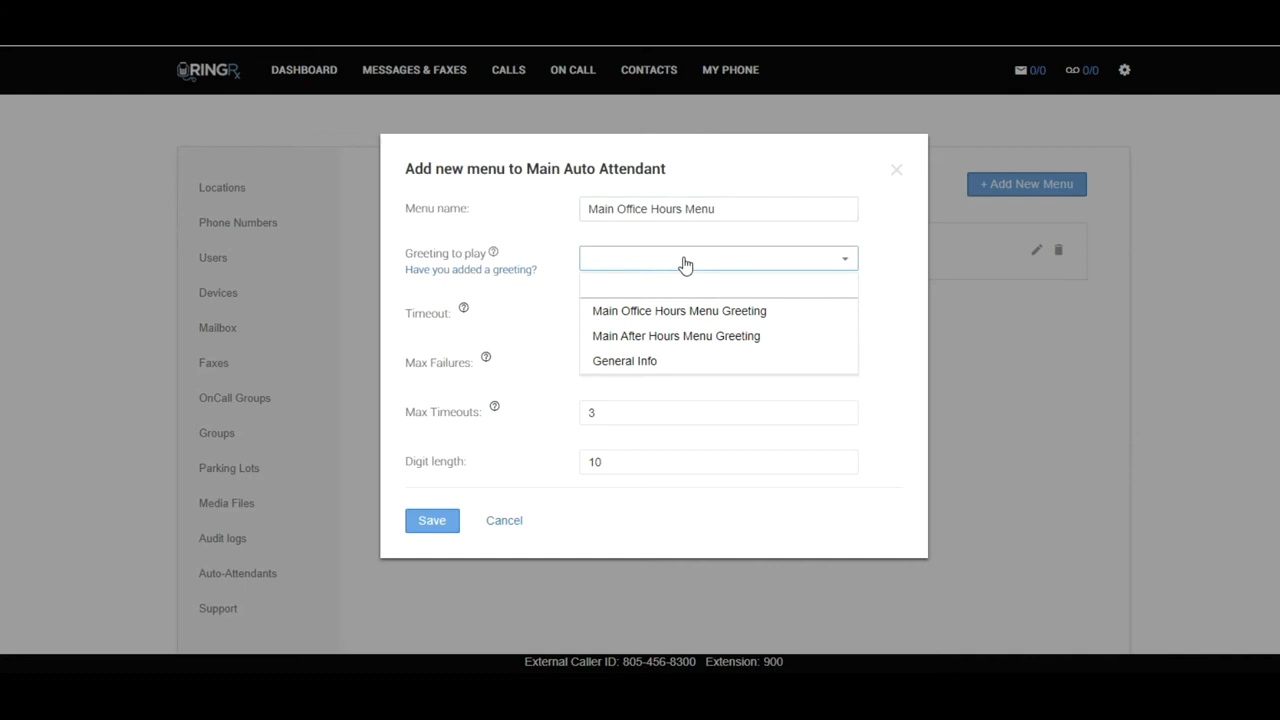 RINGRx
DASHBOARD
MESSAGES & FAXES
CALLS
ON CALL
CONTACTS
MY PHONE
0/0
0/0
Locations
Phone Numbers
Users
Devices
Mailbox
Faxes
OnCall Groups
Groups
Parking Lots
Media Files
Audit logs
Auto-Attendants
Support
+ Add New Menu
Add new menu to Main Auto Attendant
Menu name:
Main Office Hours Menu
Greeting to play
Have you added a greeting?
Main Office Hours Menu Greeting
Main After Hours Menu Greeting
General Info
Timeout:
Max Failures:
Max Timeouts:
3
Digit length:
10
Save
Cancel
External Caller ID: 805-456-8300 Extension: 900